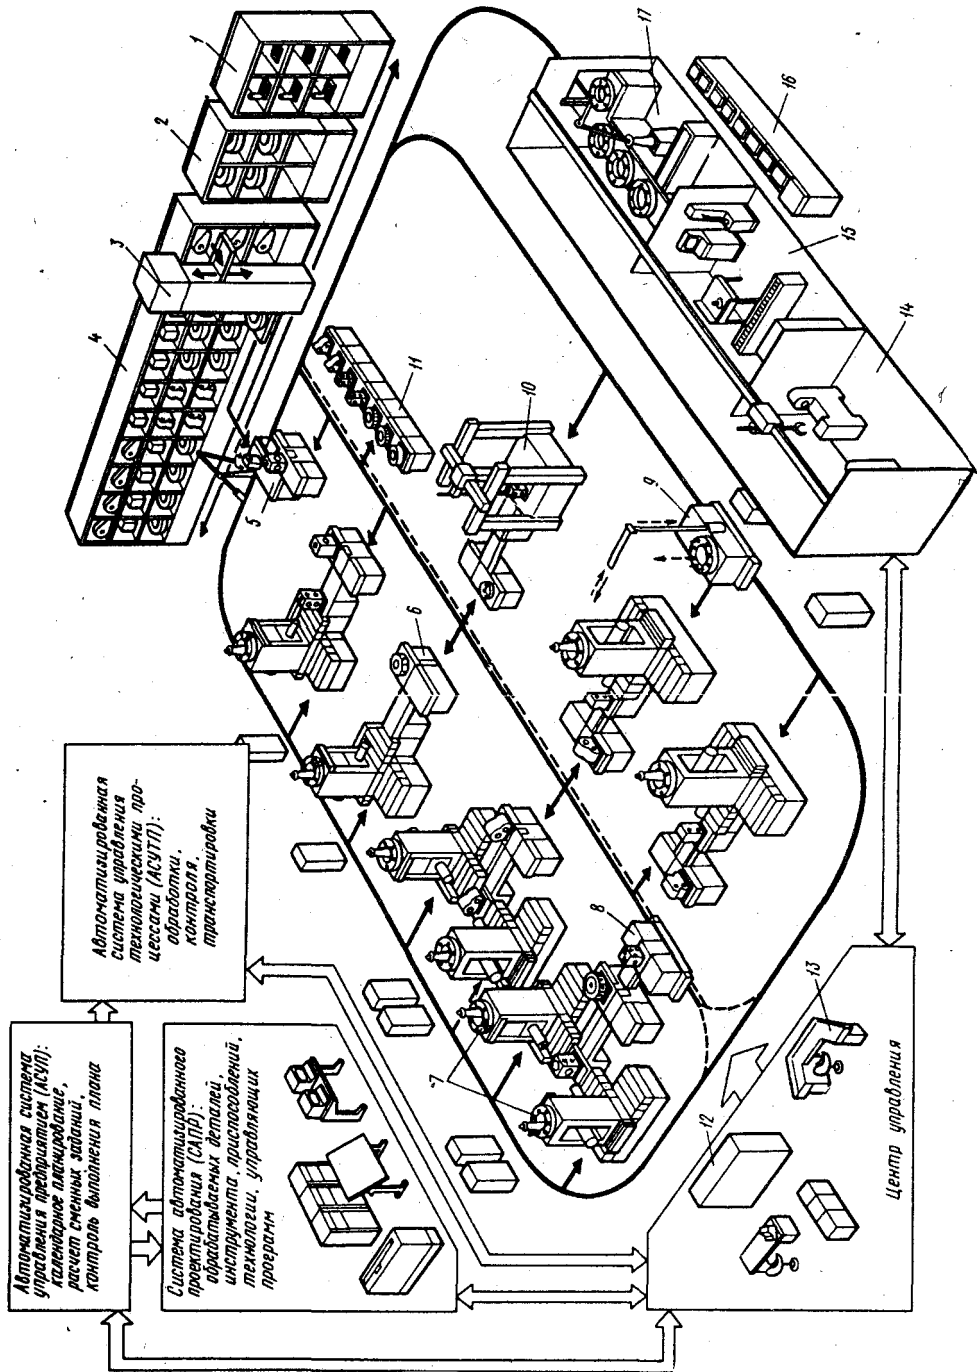 Автоматизированная система
управления предприятием (АСУП):
календарное планирование,
расчет сменных заданий,
контроль выполнения плана
Автоматизированная
система управления
технологическими про-
цессами (АСУТП):
обработки,
контроля,
транспортировки
Система автоматизированного
проектирования (САПР):
обрабатываемых деталей,
инструмента, приспособлений,
технологии, управляющих
программ
Центр управления
1
2
3
4
5
6
7
8
9
10
11
12
13
14
15
16
17